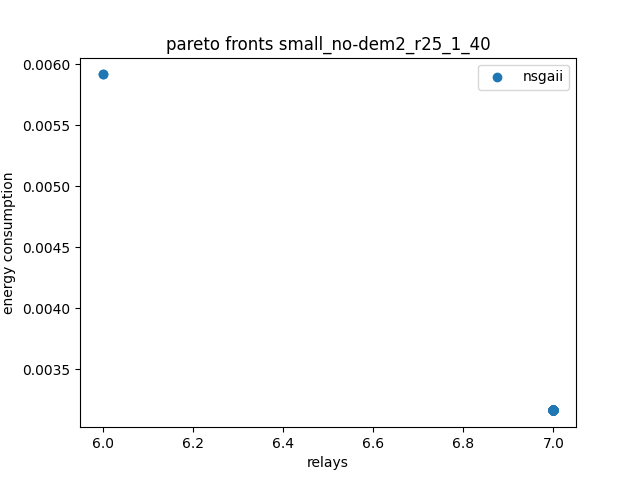 pareto fronts small_no-dem2_r25_1_40
nsgaii
0.0060
0.0055
0.0050
0.0045
0.0040
0.0035
energy consumption
6.0 6.2 6.4 6.6 6.8 7.0
relays